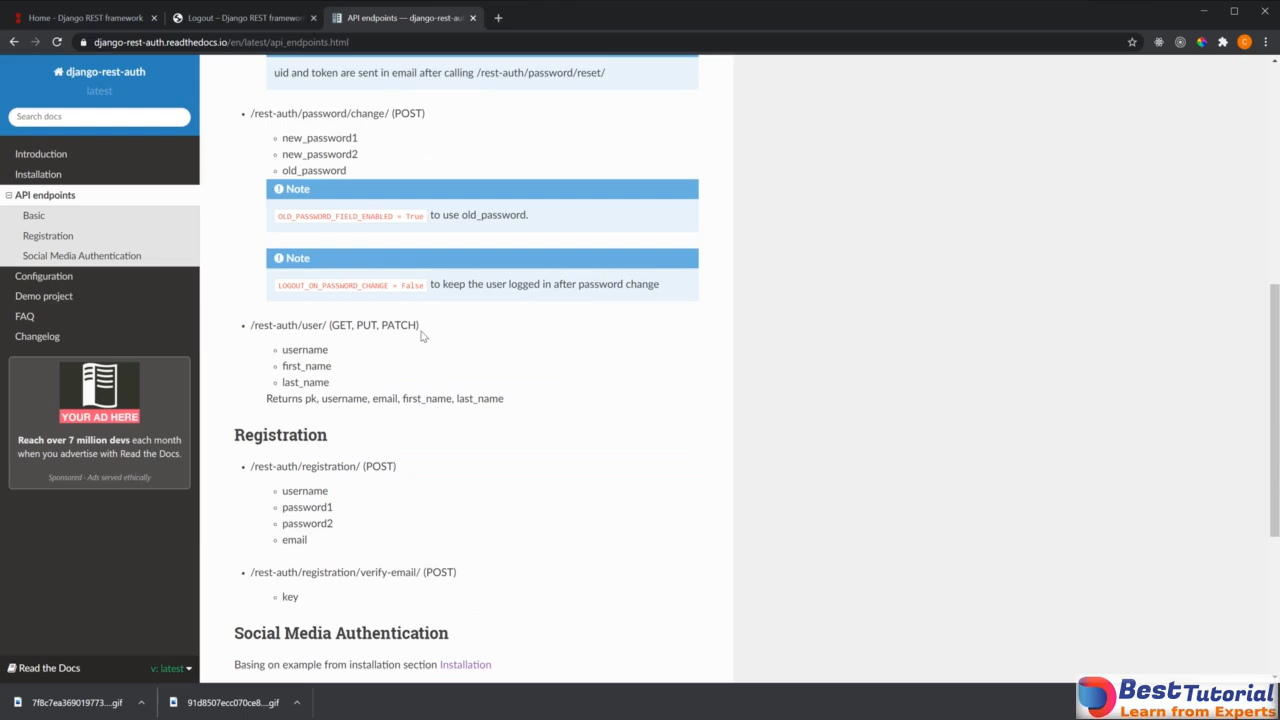 Home - Django REST framework
Logout – Django REST framework
API endpoints — django-rest-aut
django-rest-auth.readthedocs.io/en/latest/api_endpoints.html
django-rest-auth
latest
Search docs
Introduction
Installation
API endpoints
Basic
Registration
Social Media Authentication
Configuration
Demo project
FAQ
Changelog
YOUR AD HERE
Reach over 7 million devs each month
when you advertise with Read the Docs.
Sponsored · Ads served ethically
Read the Docs
v: latest
uid and token are sent in email after calling /rest-auth/password/reset/
/rest-auth/password/change/ (POST)
new_password1
new_password2
old_password
Note
OLD_PASSWORD_FIELD_ENABLED = True to use old_password.
Note
LOGOUT_ON_PASSWORD_CHANGE = False to keep the user logged in after password change
/rest-auth/user/ (GET, PUT, PATCH)
username
first_name
last_name
Returns pk, username, email, first_name, last_name
Registration
/rest-auth/registration/ (POST)
username
password1
password2
email
/rest-auth/registration/verify-email/ (POST)
key
Social Media Authentication
Basing on example from installation section Installation
7f8c7ea369019773....gif
91d8507ecc070ce8....gif
BestTutorial
Learn from Experts